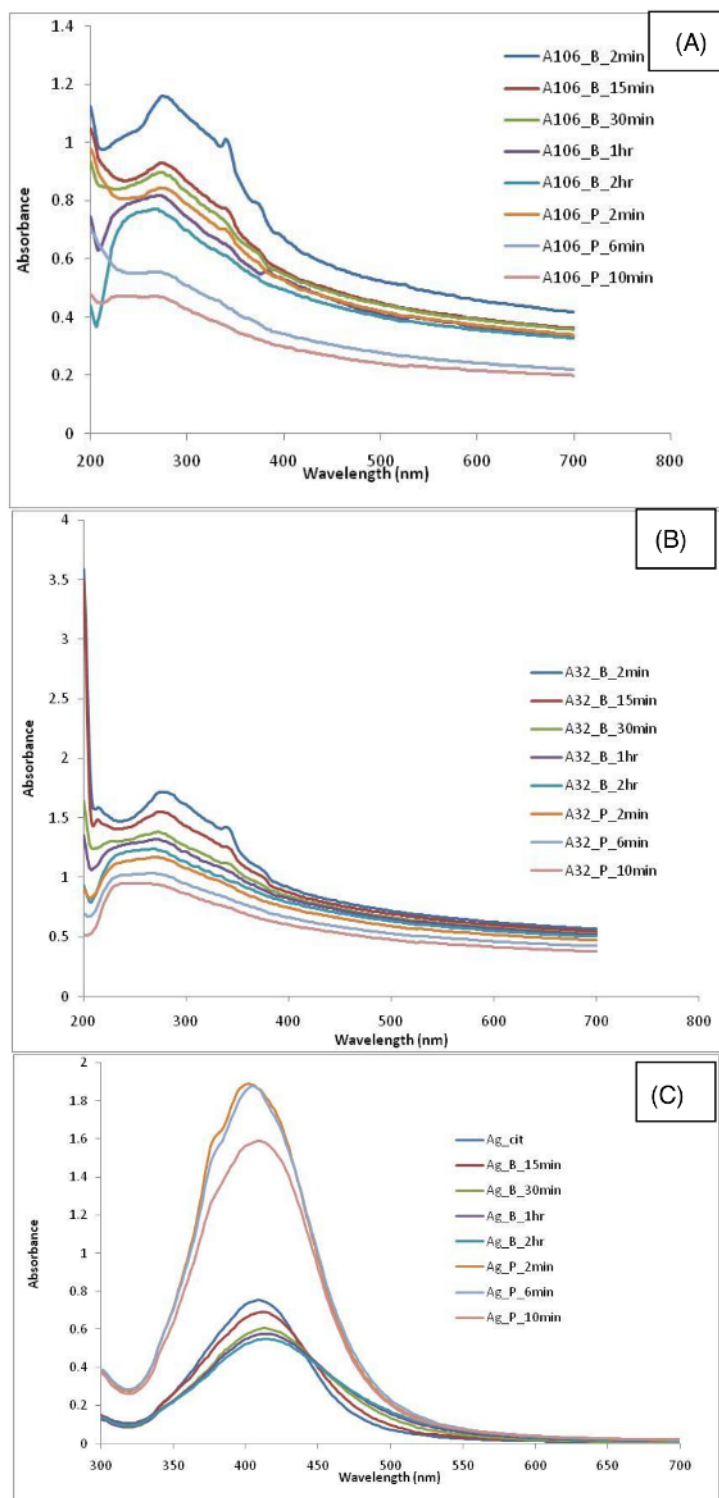 (A)
1.4
1.2
1
0.8
0.6
0.4
0.2
0
Absorbance
200 300 400 500 600 700 800
Wavelength (nm)
A106_B_2min
A106_B_15min
A106_B_30min
A106_B_1hr
A106_B_2hr
A106_P_2min
A106_P_6min
A106_P_10min
(B)
4
3.5
3
2.5
2
1.5
1
0.5
0
Absorbance
200 300 400 500 600 700 800
Wavelength (nm)
A32_B_2min
A32_B_15min
A32_B_30min
A32_B_1hr
A32_B_2hr
A32_P_2min
A32_P_6min
A32_P_10min
(C)
2
1.8
1.6
1.4
1.2
1
0.8
0.6
0.4
0.2
0
Absorbance
300 350 400 450 500 550 600 650 700
Wavelength (nm)
Ag_cit
Ag_B_15min
Ag_B_30min
Ag_B_1hr
Ag_B_2hr
Ag_P_2min
Ag_P_6min
Ag_P_10min